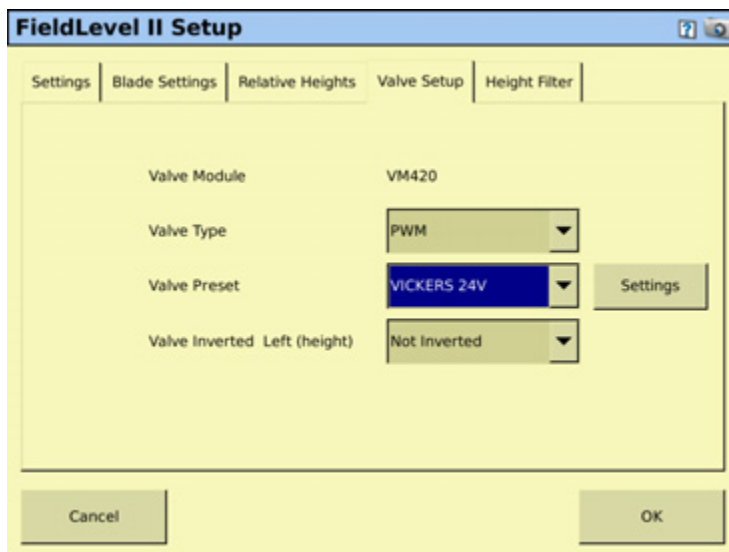 FieldLevel II Setup
?
Settings Blade Settings Relative Heights Valve Setup Height Filter
Valve Module VM420
Valve Type PWM
Valve Preset VICKERS 24V Settings
Valve Inverted Left (height) Not Inverted
Cancel OK